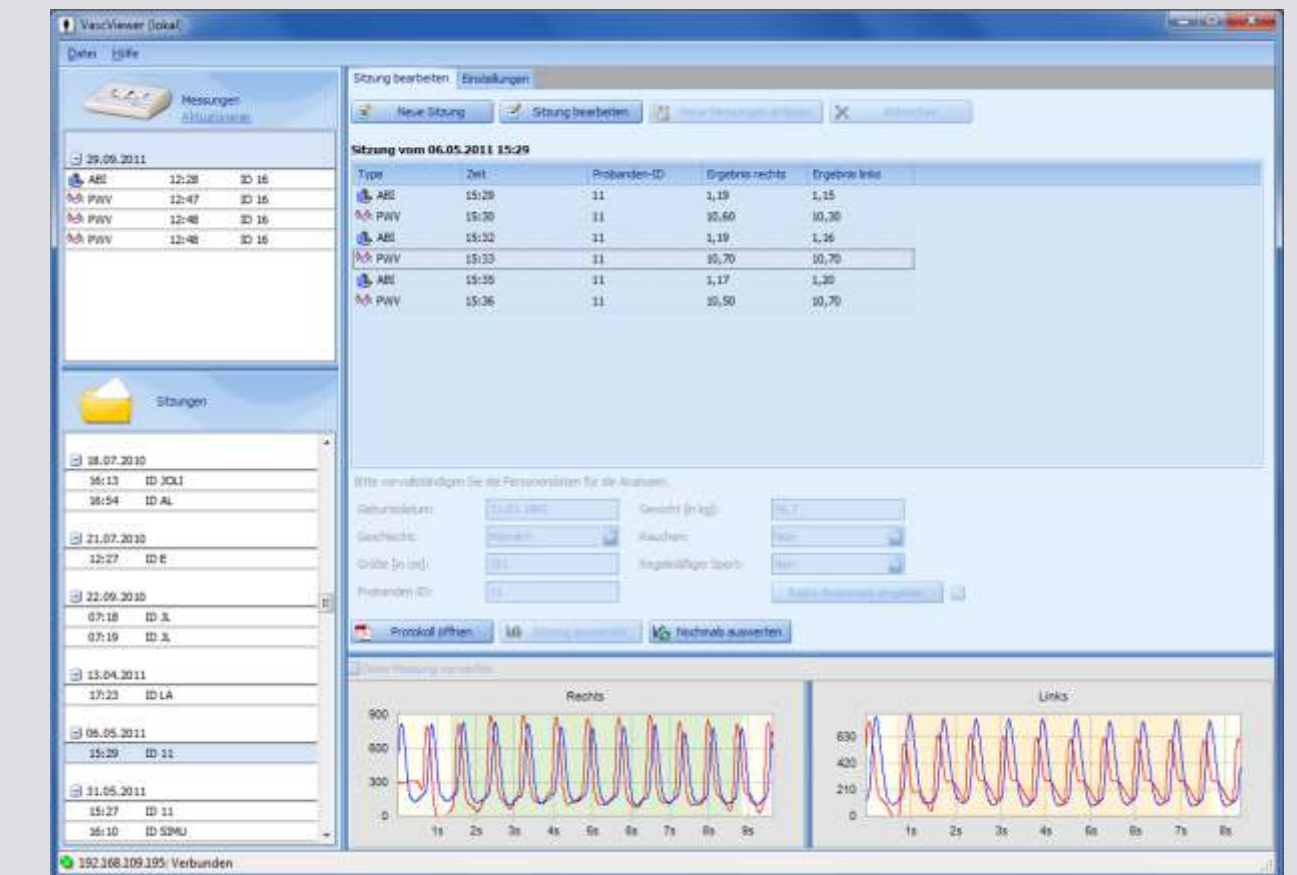 VascViewer (lokal)
Datei Hilfe
Messungen
Aktualisieren
29.09.2011
ABI 12:28 ID 16
PWV 12:47 ID 16
PWV 12:48 ID 16
PWV 12:48 ID 16
Sitzungen
18.07.2010
16:13 ID JOLI
16:54 ID AL
21.07.2010
12:27 ID E
22.09.2010
07:18 ID JL
07:19 ID JL
13.04.2011
17:23 ID LA
06.05.2011
15:29 ID 11
31.05.2011
15:27 ID 11
16:10 ID SIMU
Sitzung bearbeiten Einstellungen
Neue Sitzung Sitzung bearbeiten
Sitzung vom 06.05.2011 15:29
Type Zeit Probanden-ID Ergebnis rechts Ergebnis links
ABI 15:29 11 1,19 1,15
PWV 15:30 11 10,60 10,30
ABI 15:32 11 1,19 1,16
PWV 15:33 11 10,70 10,70
ABI 15:35 11 1,17 1,20
PWV 15:36 11 10,50 10,70
Bitte vervollständigen Sie die Personendaten für die Analysen.
Geburtsdatum: Gewicht [in kg]:
Geschlecht: Rauchen:
Größe [in cm]: Regelmäßiger Sport:
Probanden-ID:
Protokoll öffnen Nochmals auswerten
Rechts
900
600
300
0
1s 2s 3s 4s 5s 6s 7s 8s 9s
Links
630
420
210
0
1s 2s 3s 4s 5s 6s 7s 8s
192.168.109.195: Verbunden